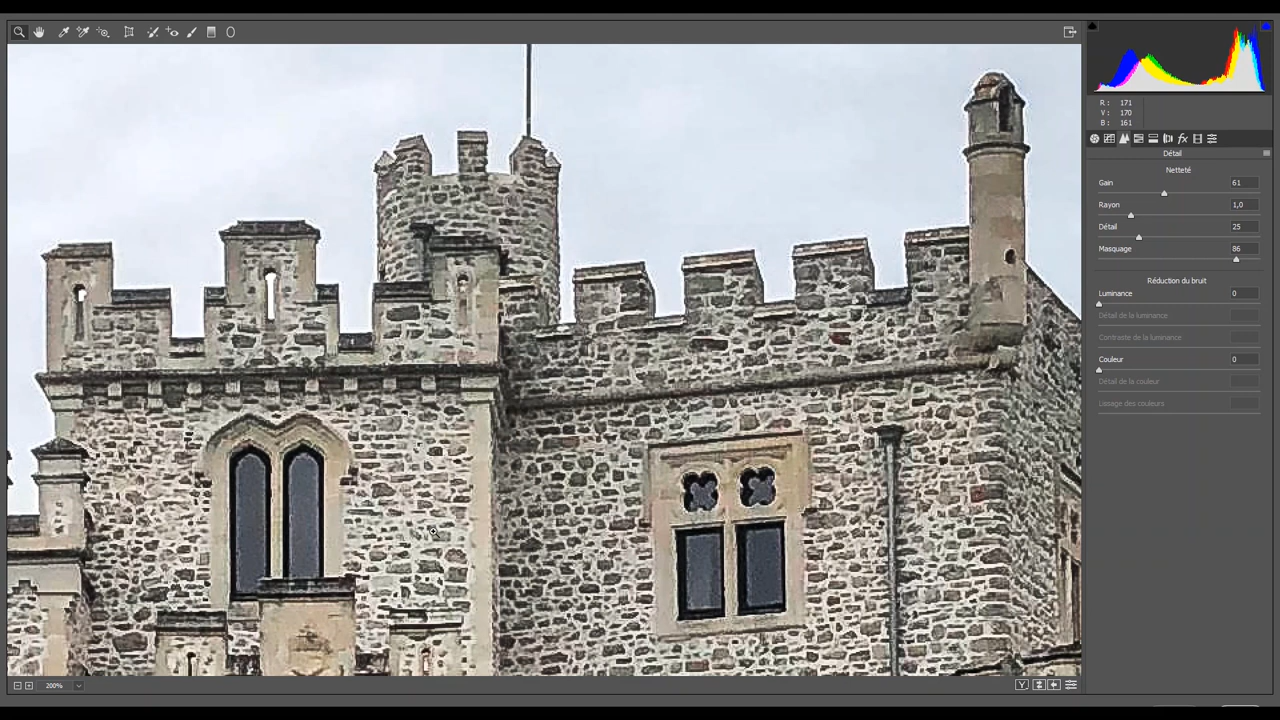 R : 171
V : 170
B : 161
fx
Détail
Netteté
Gain 61
Rayon 1,0
Détail 25
Masquage 86
Réduction du bruit
Luminance 0
Détail de la luminance
Contraste de la luminance
Couleur 0
Détail de la couleur
Lissage des couleurs
200%
Y